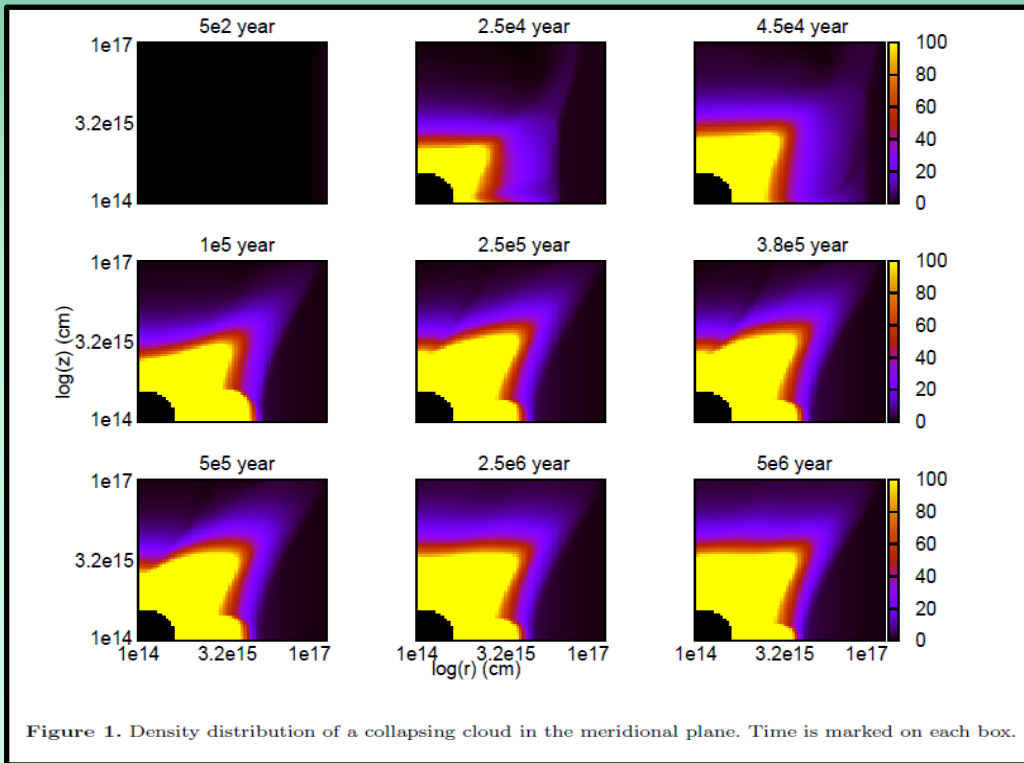 5e2 year 2.5e4 year 4.5e4 year
1e17 100
80
3.2e15 60
40
20
1e14 0
1e5 year 2.5e5 year 3.8e5 year
1e17 100
80
log(z) (cm) 3.2e15 60
40
20
1e14 0
5e5 year 2.5e6 year 5e6 year
1e17 100
80
3.2e15 60
40
20
1e14 0
1e14 3.2e15 1e17 1e14 3.2e15 1e17 1e14 3.2e15 1e17
log(r) (cm)
Figure 1. Density distribution of a collapsing cloud in the meridional plane. Time is marked on each box.